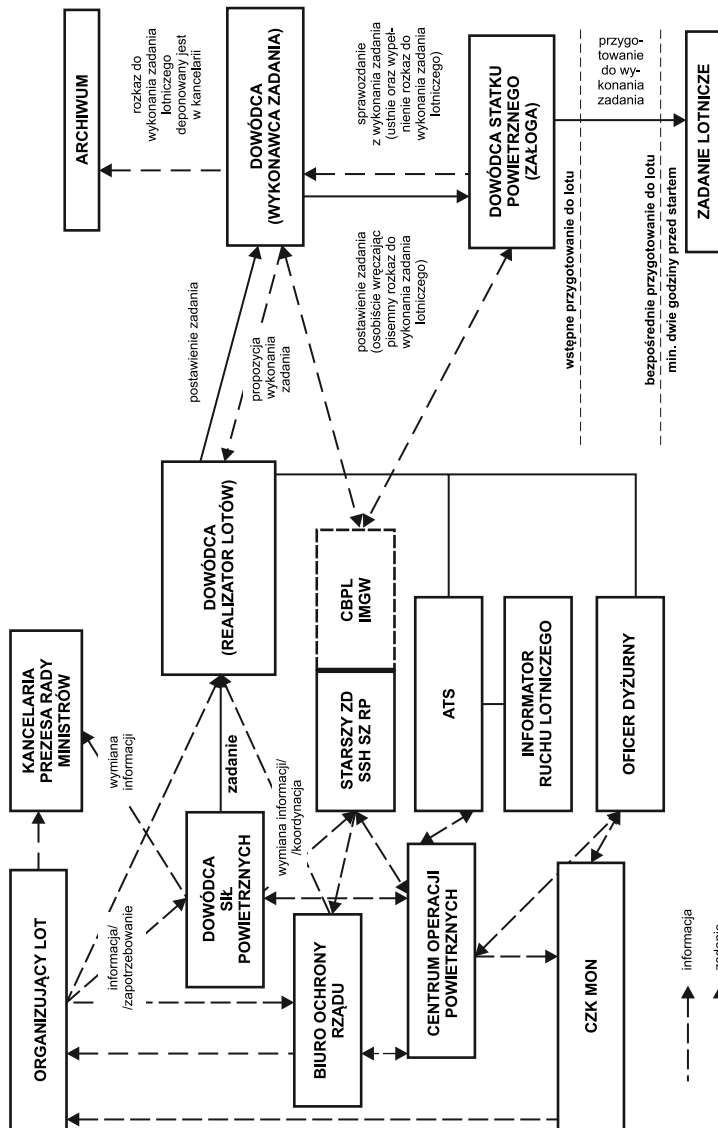 ORGANIZUJĄCY LOT
KANCELARIA
PREZESA RADY
MINISTRÓW
wymiana
informacji
informacja/
/zapotrzebowanie
DOWÓDCA
SIŁ
POWIETRZNYCH
zadanie
DOWÓDCA
(REALIZATOR LOTÓW)
postawienie zadania
propozycja
wykonania
zadania
ARCHIWUM
rozkaz do
wykonania zadania
lotniczego
deponowany jest
w kancelarii
DOWÓDCA
(WYKONAWCA ZADANIA)
BIURO OCHRONY
RZĄDU
wymiana informacji/
/koordynacja
STARSZY ZD
SSH SZ RP
CBPL
IMGW
postawienie zadania
(osobiście wręczając
pisemny rozkaz do
wykonania zadania
lotniczego)
sprawozdanie
z wykonania zadania
(ustnie oraz wypeł-
nienie rozkaz do
wykonania zadania
lotniczego)
CENTRUM OPERACJI
POWIETRZNYCH
ATS
INFORMATOR
RUCHU LOTNICZEGO
DOWÓDCA STATKU
POWIETRZNEGO
(ZAŁOGA)
CZK MON
OFICER DYŻURNY
wstępne przygotowanie do lotu
przygo-
towanie
do wy-
konania
zadania
bezpośrednie przygotowanie do lotu
min. dwie godziny przed startem
ZADANIE LOTNICZE
informacja
zadanie